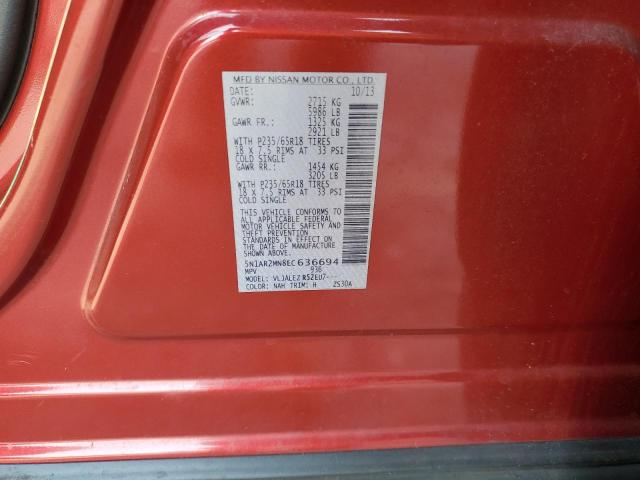 MFD BY NISSAN MOTOR CO., LTD.
DATE: 10/13
GVWR: 2715 KG
5986 LB
GAWR FR.: 1325 KG
2921 LB
WITH P235/65R18 TIRES
18 X 7.5 RIMS AT 33 PSI
COLD SINGLE
GAWR RR.: 1454 KG
3205 LB
WITH P235/65R18 TIRES
18 X 7.5 RIMS AT 33 PSI
COLD SINGLE
THIS VEHICLE CONFORMS TO
ALL APPLICABLE FEDERAL
MOTOR VEHICLE SAFETY AND
THEFT PREVENTION
STANDARDS IN EFFECT ON
THE DATE OF MANUFACTURE
SHOWN ABOVE.
5N1AR2MN8EC636694
MPV 936
MODEL: VLJALEZ R52EU7----
COLOR: NAH TRIM: H ZS30A